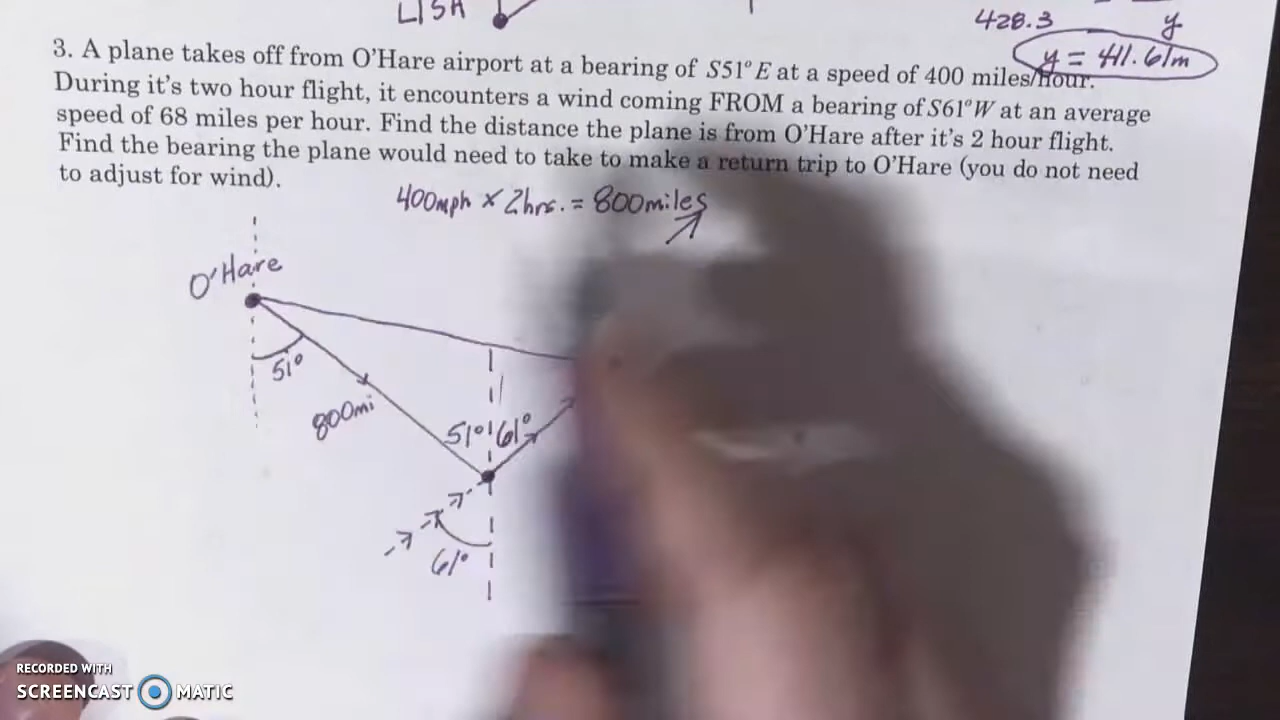 LISA
428.3 y
y = 411.61m
3. A plane takes off from O'Hare airport at a bearing of S51°E at a speed of 400 miles/hour.
During it's two hour flight, it encounters a wind coming FROM a bearing of S61°W at an average
speed of 68 miles per hour. Find the distance the plane is from O'Hare after it's 2 hour flight.
Find the bearing the plane would need to take to make a return trip to O'Hare (you do not need
to adjust for wind).
400mph × 2hrs. = 800miles
O'Hare
51°
800mi
51° 61°
61°
RECORDED WITH
SCREENCAST MATIC